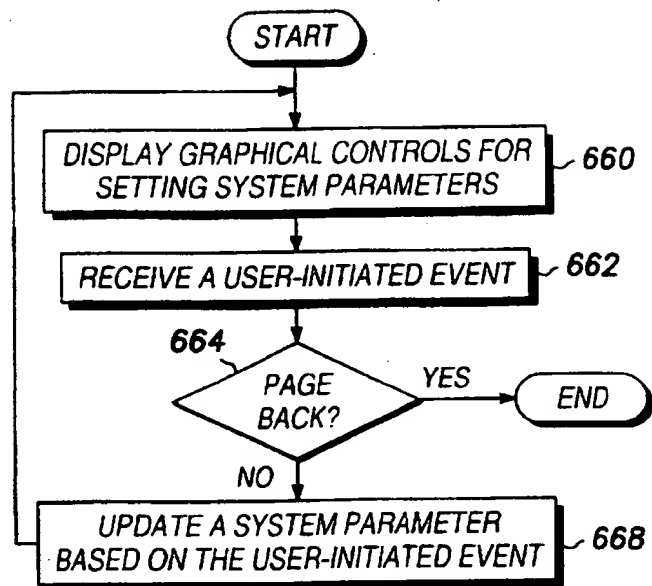 START
DISPLAY GRAPHICAL CONTROLS FOR
SETTING SYSTEM PARAMETERS
660
RECEIVE A USER-INITIATED EVENT
662
664
PAGE
BACK?
YES
END
NO
UPDATE A SYSTEM PARAMETER
BASED ON THE USER-INITIATED EVENT
668